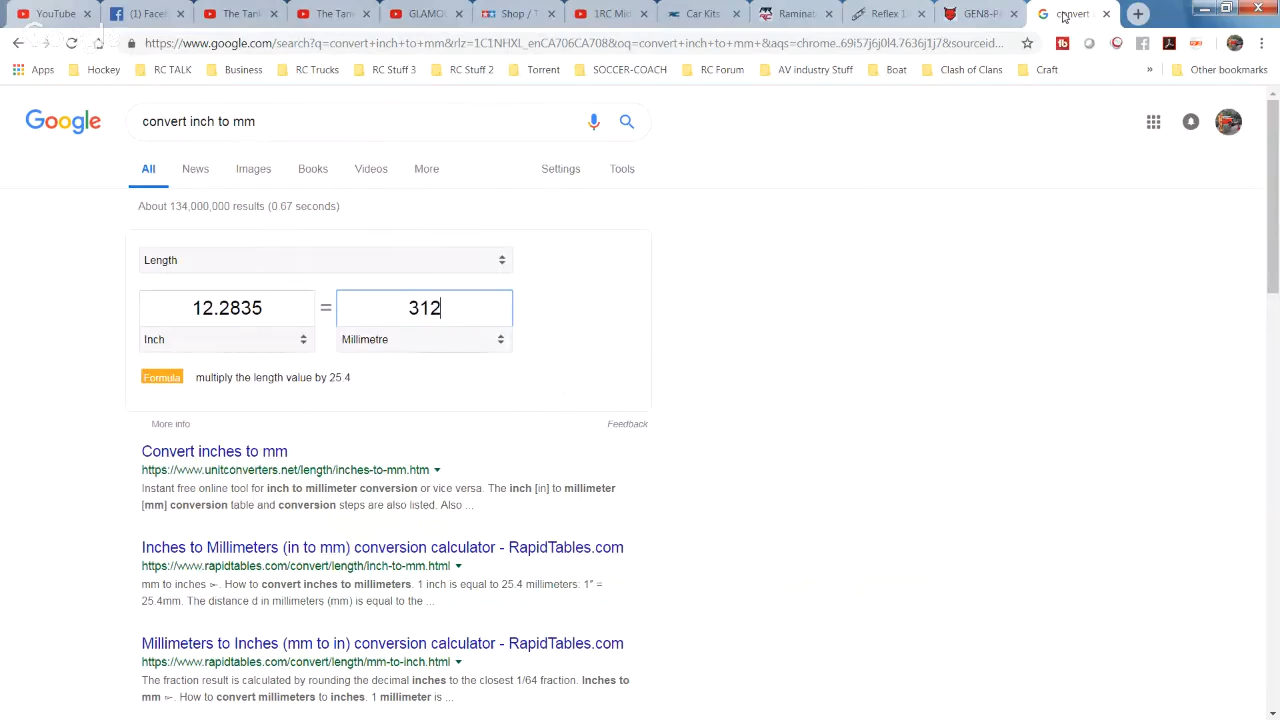 YouTube
(1) Facel
The Tank
The Tane
GLAMOU
Shop / T
1RC Mid
Car Kits
Raminat
Reflex 1/
GEN8-R
convert
https://www.google.com/search?q=convert+inch+to+mm&rlz=1C1NHXL_enCA706CA708&oq=convert+inch+to+mm+&aqs=chrome..69i57j6j0l4.7636j1j7&sourceid...
Apps
Hockey
RC TALK
Business
RC Trucks
RC Stuff 3
RC Stuff 2
Torrent
SOCCER-COACH
RC Forum
AV industry Stuff
Boat
Clash of Clans
Craft
»
Other bookmarks
Google
convert inch to mm
All
News
Images
Books
Videos
More
Settings
Tools
About 134,000,000 results (0.67 seconds)
Length
12.2835 = 312
Inch
Millimetre
Formula multiply the length value by 25.4
More info
Feedback
Convert inches to mm
https://www.unitconverters.net/length/inches-to-mm.htm
Instant free online tool for inch to millimeter conversion or vice versa. The inch [in] to millimeter
[mm] conversion table and conversion steps are also listed. Also ...
Inches to Millimeters (in to mm) conversion calculator - RapidTables.com
https://www.rapidtables.com/convert/length/inch-to-mm.html
mm to inches ►. How to convert inches to millimeters. 1 inch is equal to 25.4 millimeters: 1″ =
25.4mm. The distance d in millimeters (mm) is equal to the ...
Millimeters to Inches (mm to in) conversion calculator - RapidTables.com
https://www.rapidtables.com/convert/length/mm-to-inch.html
The fraction result is calculated by rounding the decimal inches to the closest 1/64 fraction. Inches to
mm ►. How to convert millimeters to inches. 1 millimeter is ...